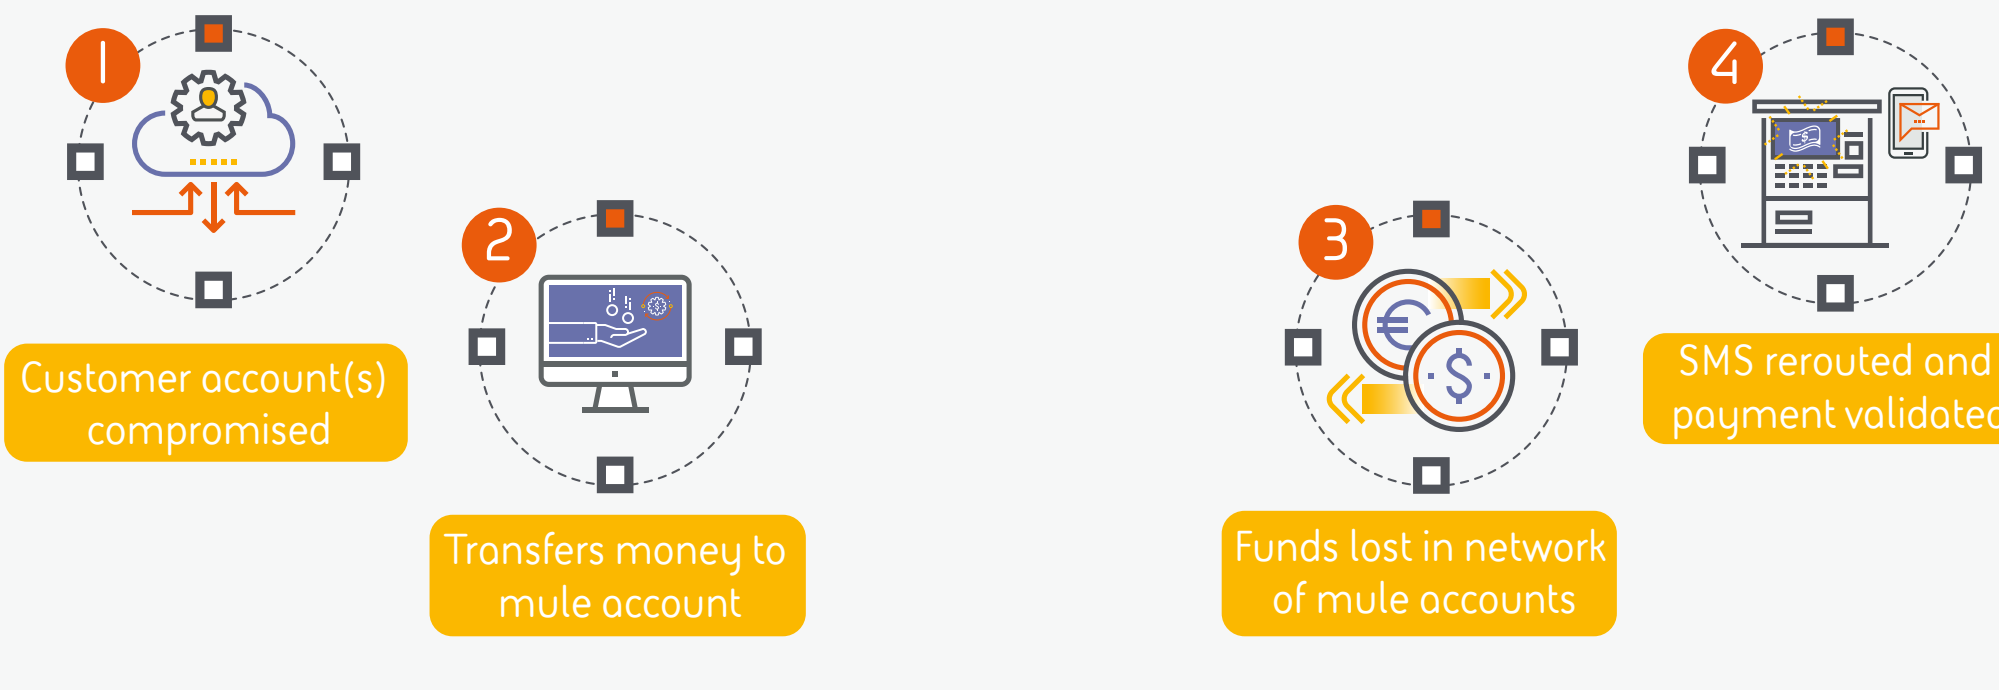 1
Customer account(s)
compromised
2
Transfers money to
mule account
3
Funds lost in network
of mule accounts
4
SMS rerouted and
payment validated